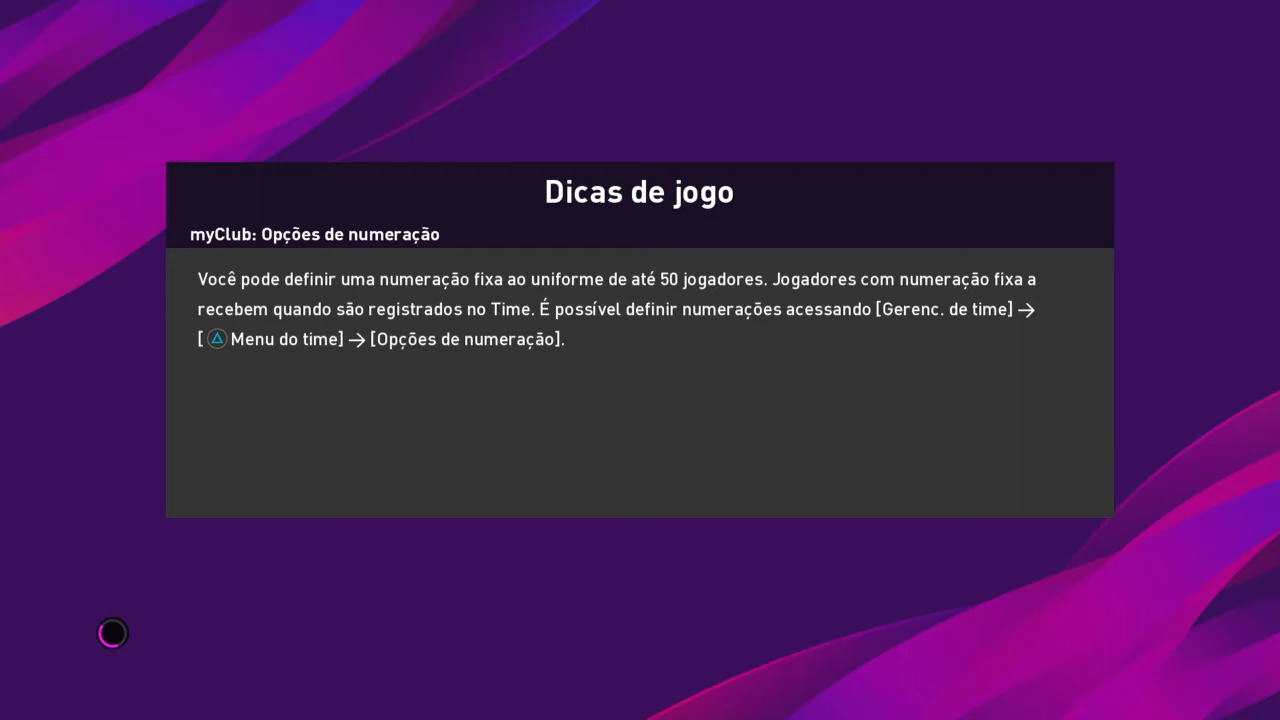 Dicas de jogo
myClub: Opções de numeração
Você pode definir uma numeração fixa ao uniforme de até 50 jogadores. Jogadores com numeração fixa a
recebem quando são registrados no Time. É possível definir numerações acessando [Gerenc. de time] →
[ △ Menu do time] → [Opções de numeração].